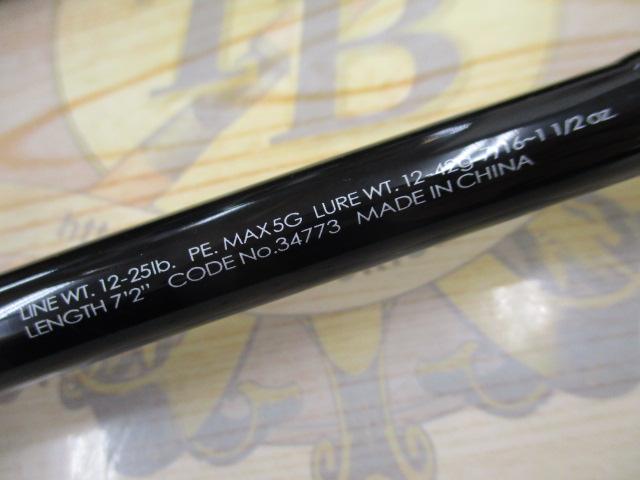 TB
LINE WT. 12-25lb. PE. MAX5G LURE WT. 12-42g 7/16-1 1/2oz
LENGTH 7'2" CODE No.34773 MADE IN CHINA